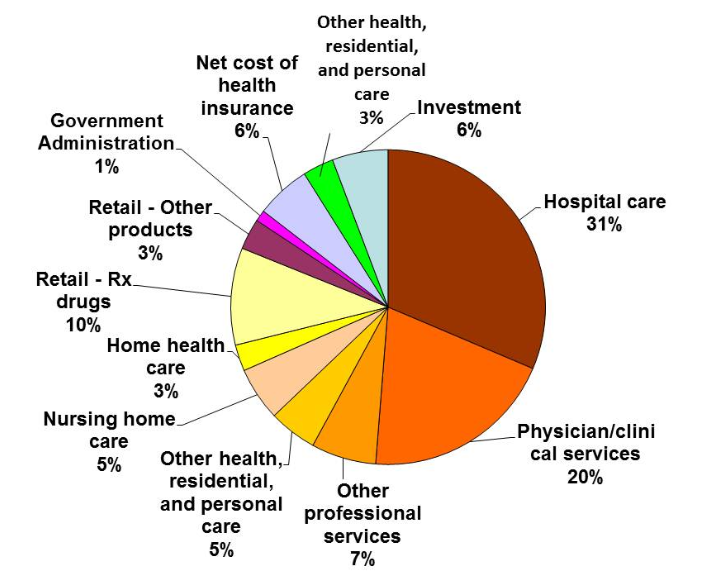 Other health,
residential,
and personal
care
3%
Investment
6%
Hospital care
31%
Physician/clini
cal services
20%
Other
professional
services
7%
Other health,
residential,
and personal
care
5%
Nursing home
care
5%
Home health
care
3%
Retail - Rx
drugs
10%
Retail - Other
products
3%
Government
Administration
1%
Net cost of
health
insurance
6%